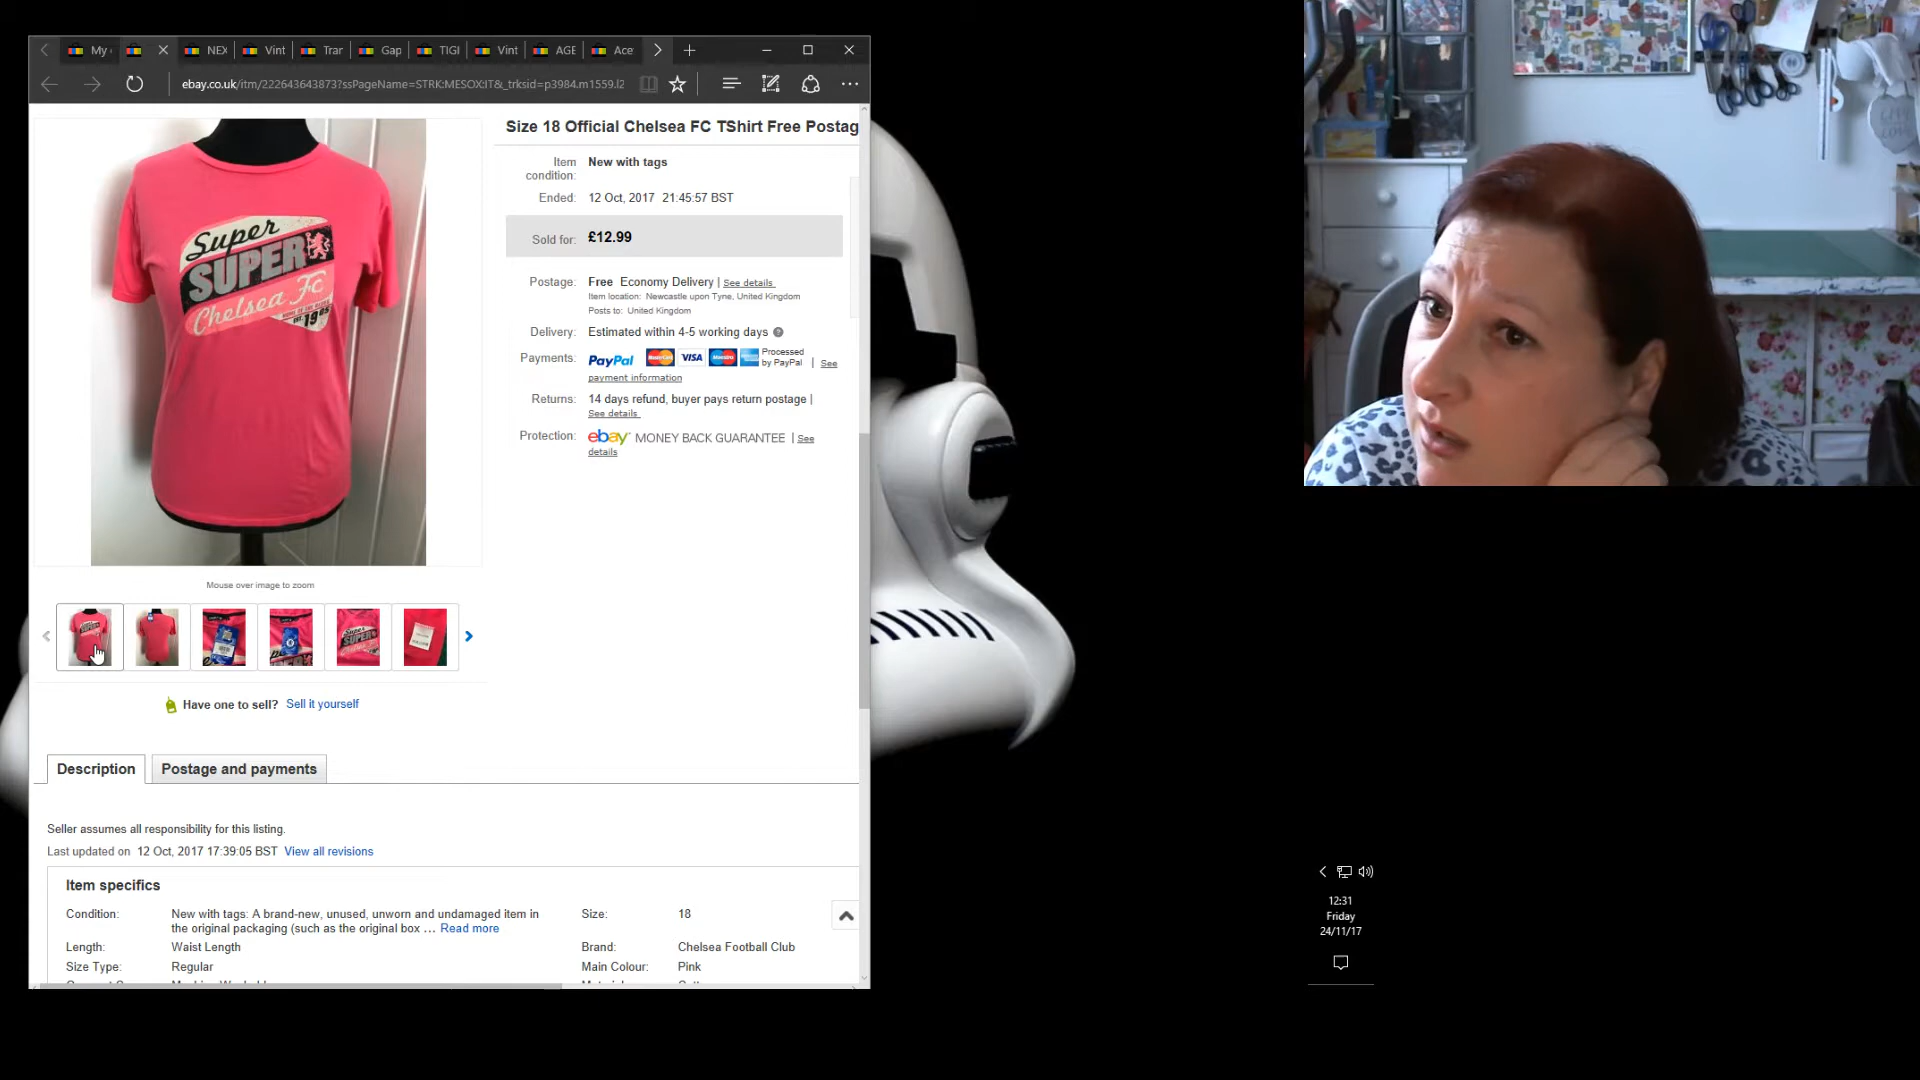 My
NEX
Vint
Trar
Gap
TIGI
Vint
AGE
Ace
ebay.co.uk/itm/222643643873?ssPageName=STRK:MESOX:IT&_trksid=p3984.m1559.l2
Size 18 Official Chelsea FC TShirt Free Postag
Item condition: New with tags
Ended: 12 Oct, 2017 21:45:57 BST
Sold for: £12.99
Postage: Free Economy Delivery | See details
Item location: Newcastle upon Tyne, United Kingdom
Posts to: United Kingdom
Delivery: Estimated within 4-5 working days
Payments: PayPal MasterCard VISA Maestro Processed by PayPal | See
payment information
Returns: 14 days refund, buyer pays return postage |
See details
Protection: ebay MONEY BACK GUARANTEE | See
details
Super
SUPER
Chelsea FC
EST. 1905
Mouse over image to zoom
Have one to sell? Sell it yourself
Description
Postage and payments
Seller assumes all responsibility for this listing.
Last updated on 12 Oct, 2017 17:39:05 BST View all revisions
Item specifics
Condition: New with tags: A brand-new, unused, unworn and undamaged item in
the original packaging (such as the original box ... Read more
Size: 18
Length: Waist Length
Brand: Chelsea Football Club
Size Type: Regular
Main Colour: Pink
12:31
Friday
24/11/17